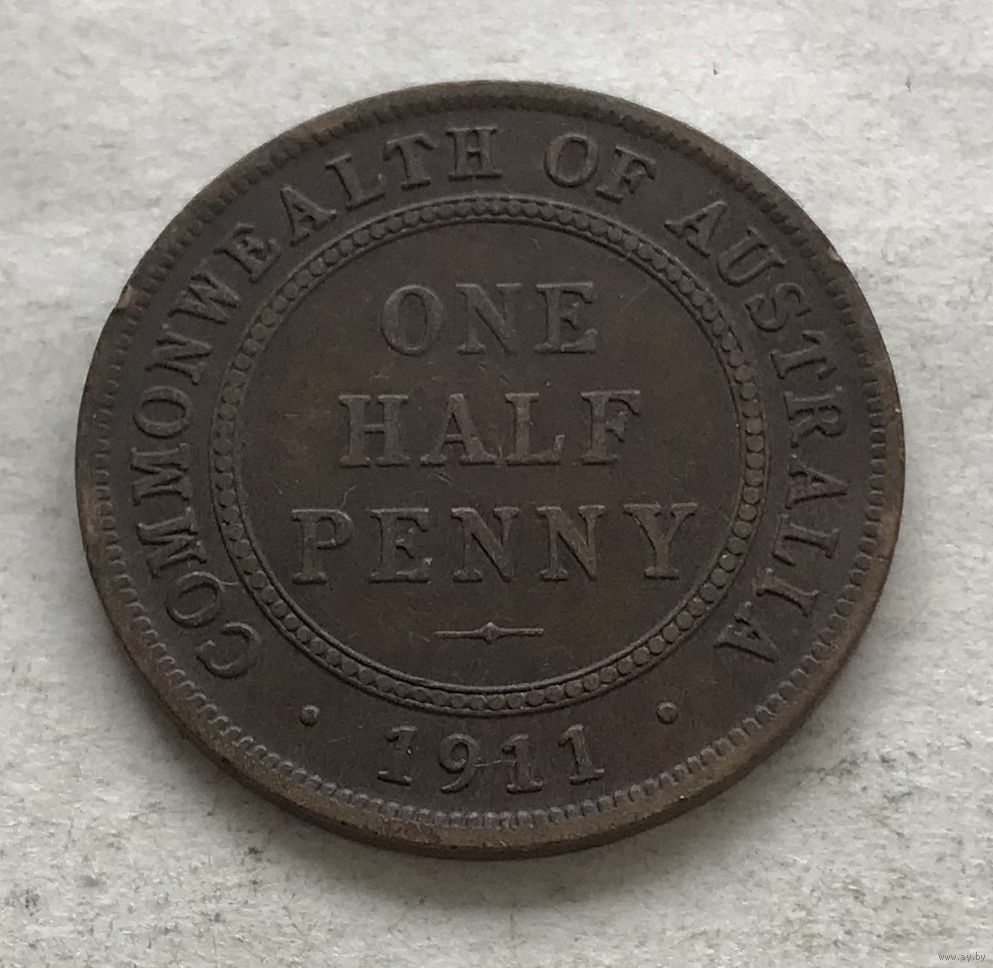 COMMONWEALTH OF AUSTRALIA
ONE
HALF
PENNY
1911
www.ay.by